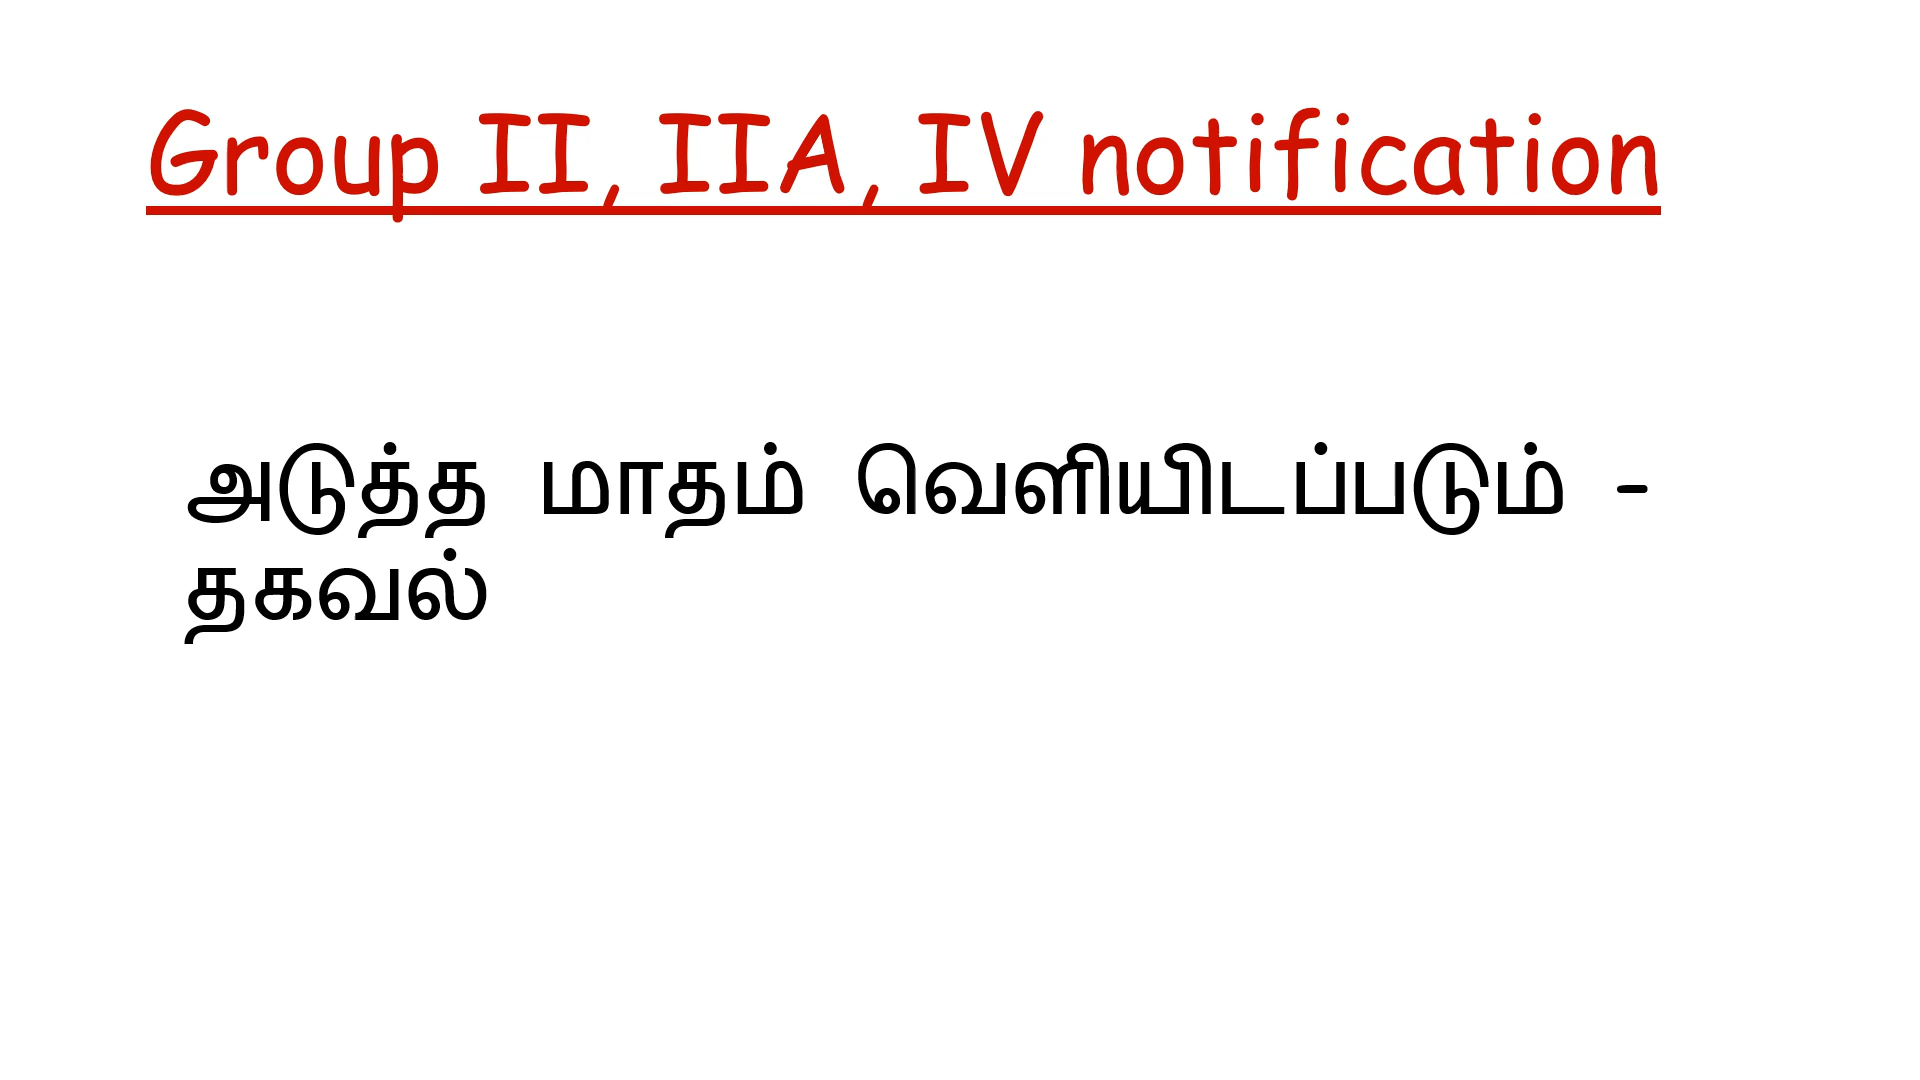 Group II, IIA, IV notification
அடுத்த மாதம் வெளியிடப்படும் -
தகவல்